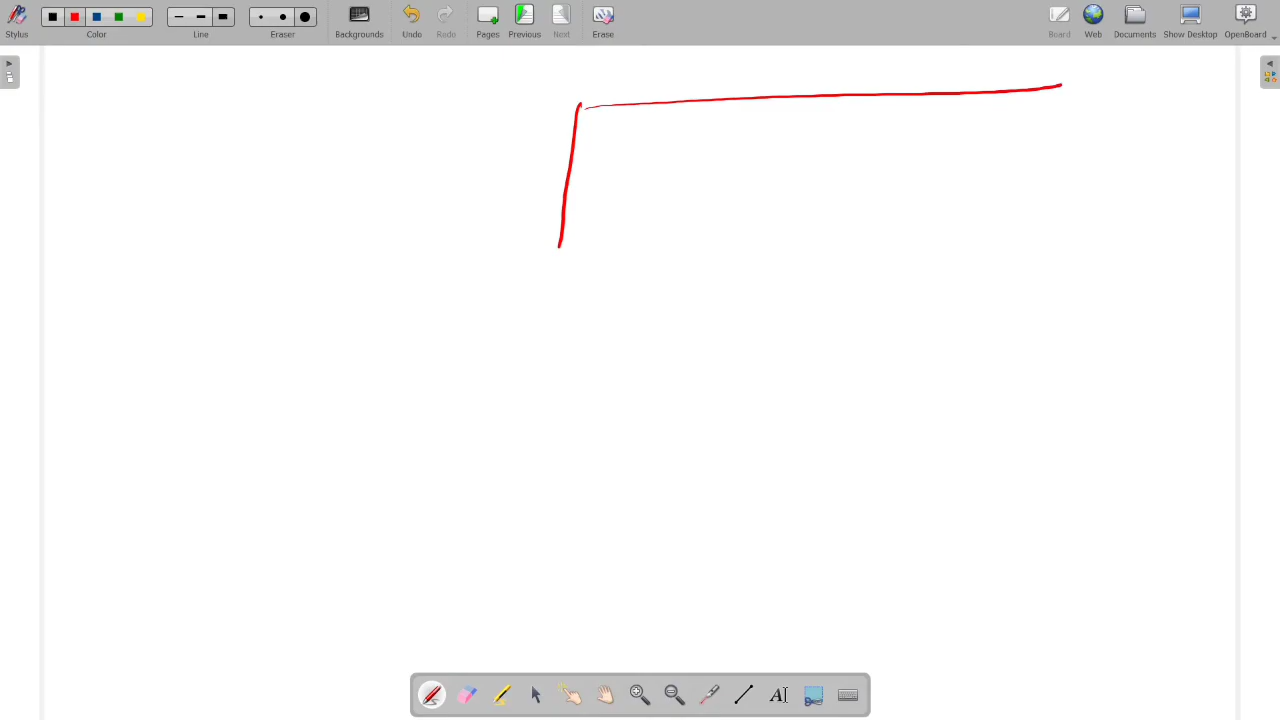 Stylus
Color
Line
Eraser
Backgrounds
Undo
Redo
Pages
Previous
Next
Erase
Board
Web
Documents
Show Desktop
OpenBoard
A